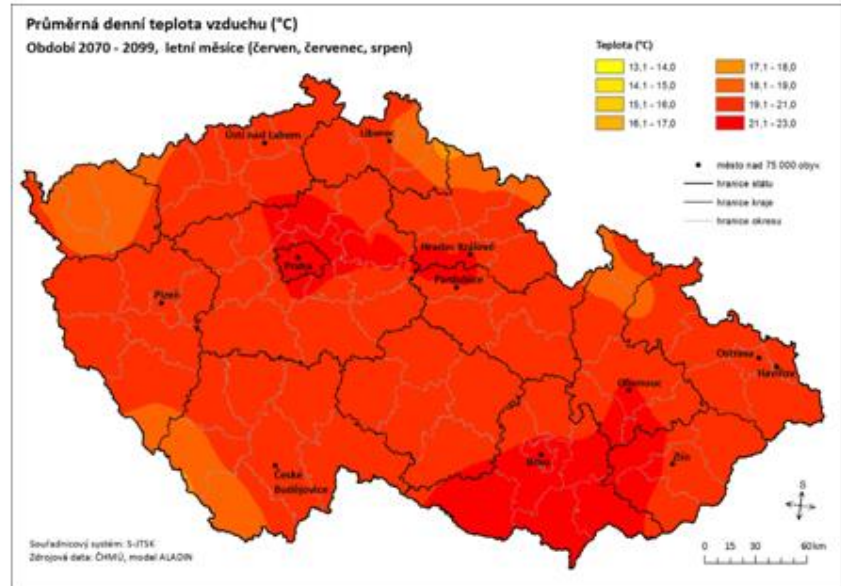 Průměrná denní teplota vzduchu (°C)
Období 2070 - 2099, letní měsíce (červen, červenec, srpen)
Teplota (°C)
13,1 - 14,0
14,1 - 15,0
15,1 - 16,0
16,1 - 17,0
17,1 - 18,0
18,1 - 19,0
19,1 - 21,0
21,1 - 23,0
město nad 75 000 obyv.
hranice státu
hranice kraje
hranice okresu
Ústí nad Labem
Liberec
Praha
Hradec Králové
Pardubice
Plzeň
Ostrava
Havířov
Olomouc
Brno
Zlín
České
Budějovice
S
Souřadnicový systém: S-JTSK
Zdrojová data: ČHMÚ, model ALADIN
0 15 30 60 km